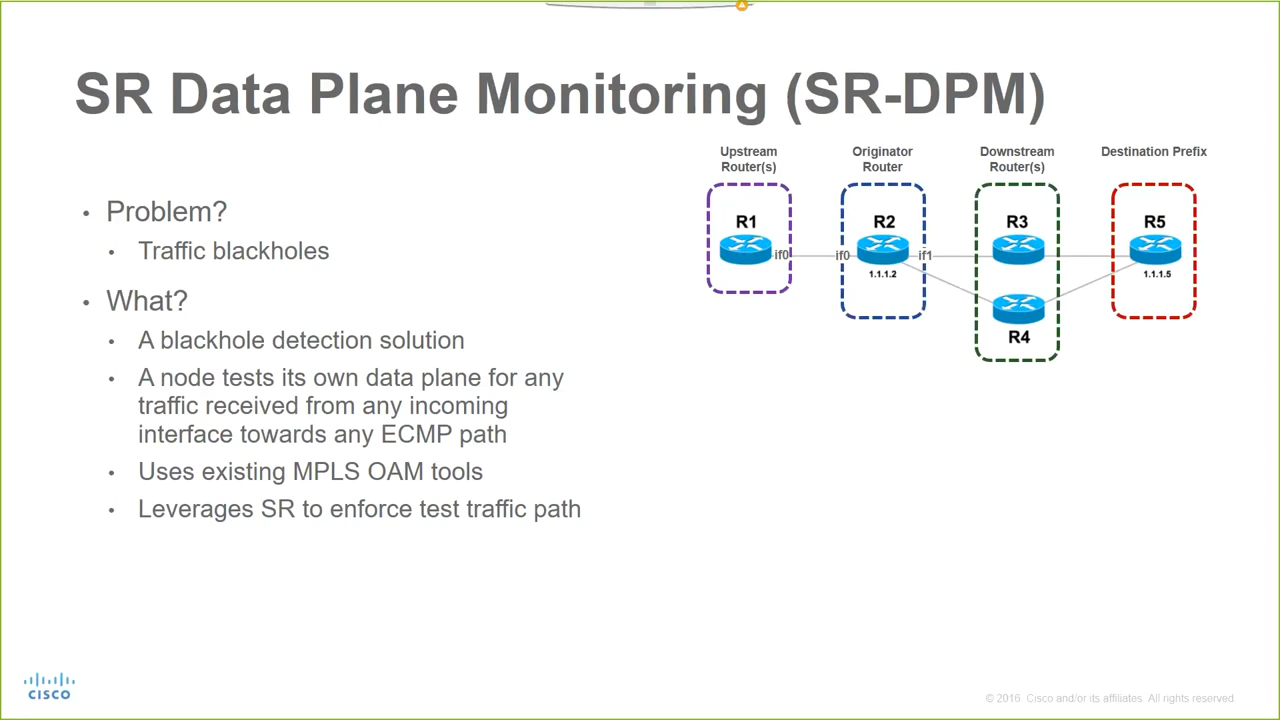 SR Data Plane Monitoring (SR-DPM)
• Problem?
• Traffic blackholes
• What?
• A blackhole detection solution
• A node tests its own data plane for any
traffic received from any incoming
interface towards any ECMP path
• Uses existing MPLS OAM tools
• Leverages SR to enforce test traffic path
Upstream
Router(s)
Originator
Router
Downstream
Router(s)
Destination Prefix
R1
if0
if0
R2
if1
1.1.1.2
R3
R4
R5
1.1.1.5
CISCO
© 2016 Cisco and/or its affiliates. All rights reserved.